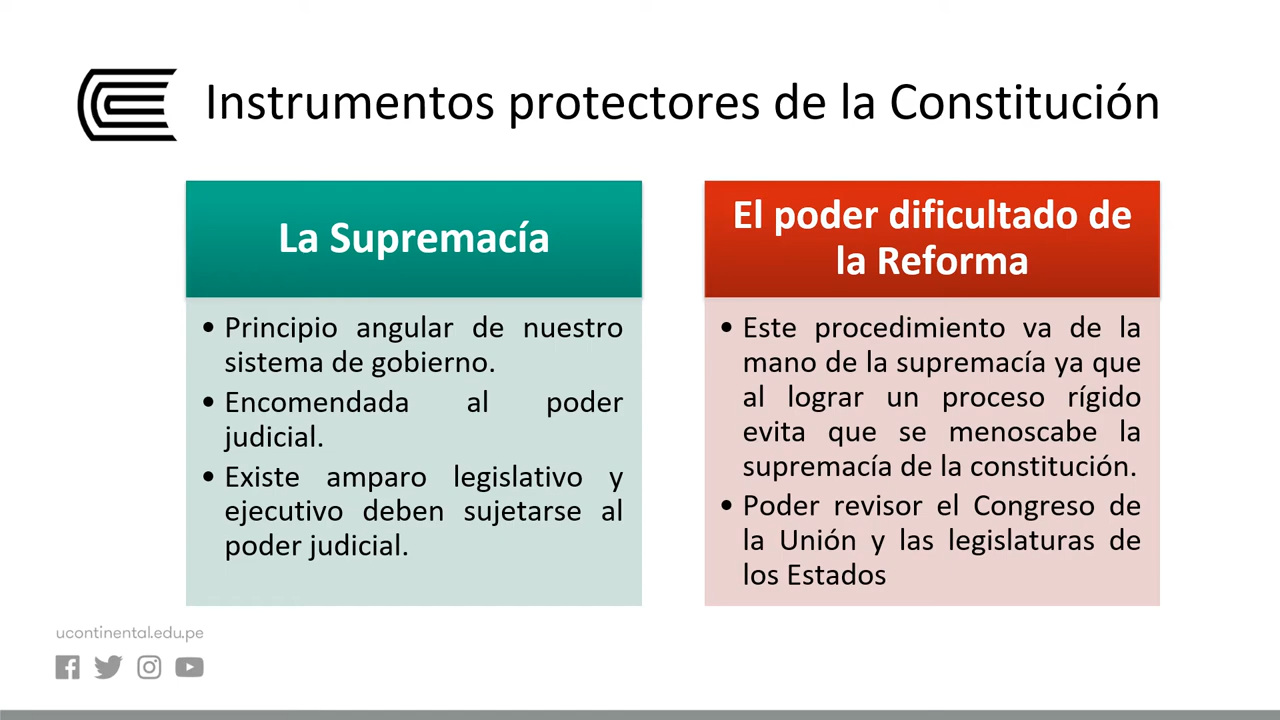 Instrumentos protectores de la Constitución
La Supremacía
• Principio angular de nuestro
sistema de gobierno.
• Encomendada al poder
judicial.
• Existe amparo legislativo y
ejecutivo deben sujetarse al
poder judicial.
El poder dificultado de
la Reforma
• Este procedimiento va de la
mano de la supremacía ya que
al lograr un proceso rígido
evita que se menoscabe la
supremacía de la constitución.
• Poder revisor el Congreso de
la Unión y las legislaturas de
los Estados
ucontinental.edu.pe